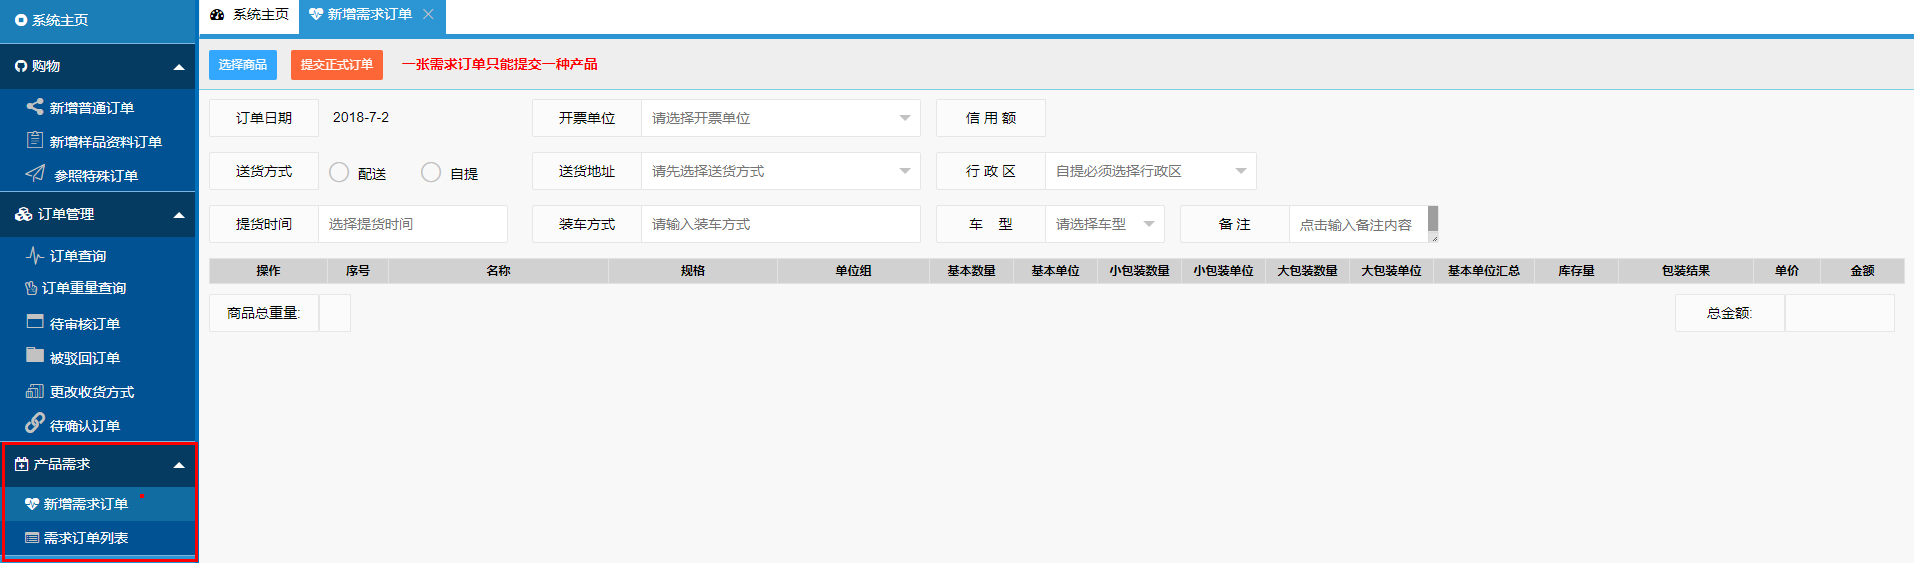 系统主页
购物
新增普通订单
新增样品资料订单
参照特殊订单
订单管理
订单查询
订单重量查询
待审核订单
被驳回订单
更改收货方式
待确认订单
产品需求
新增需求订单
需求订单列表
系统主页 新增需求订单
选择商品 提交正式订单 一张需求订单只能提交一种产品
订单日期 2018-7-2 开票单位 请选择开票单位 信 用 额
送货方式 配送 自提 送货地址 请先选择送货方式 行 政 区 自提必须选择行政区
提货时间 选择提货时间 装车方式 请输入装车方式 车 型 请选择车型 备 注 点击输入备注内容
操作 序号 名称 规格 单位组 基本数量 基本单位 小包装数量 小包装单位 大包装数量 大包装单位 基本单位汇总 库存量 包装结果 单价 金额
商品总重量: 总金额: